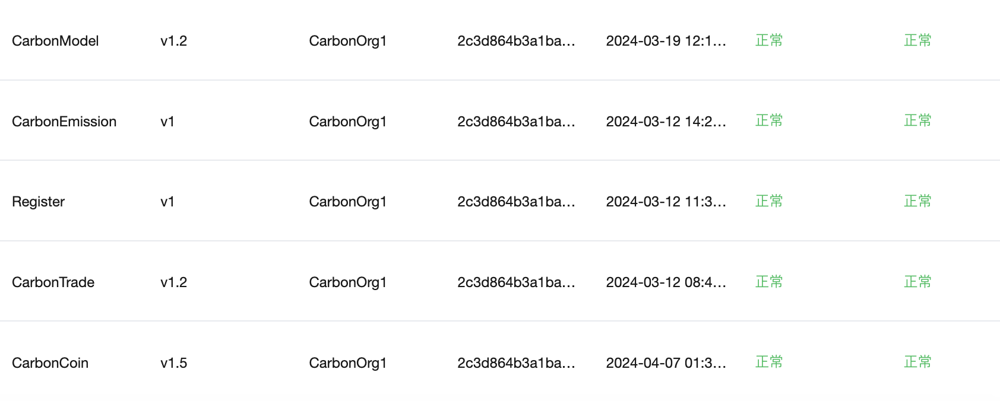 CarbonModel v1.2 CarbonOrg1 2c3d864b3a1ba... 2024-03-19 12:1... 正常 正常
CarbonEmission v1 CarbonOrg1 2c3d864b3a1ba... 2024-03-12 14:2... 正常 正常
Register v1 CarbonOrg1 2c3d864b3a1ba... 2024-03-12 11:3... 正常 正常
CarbonTrade v1.2 CarbonOrg1 2c3d864b3a1ba... 2024-03-12 08:4... 正常 正常
CarbonCoin v1.5 CarbonOrg1 2c3d864b3a1ba... 2024-04-07 01:3... 正常 正常